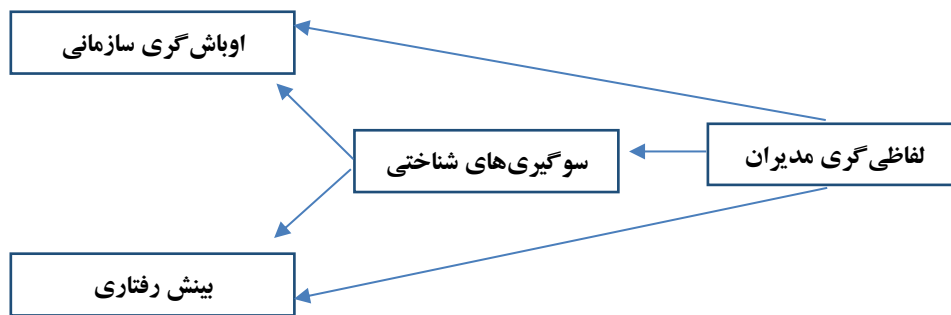 اوباش‌گری سازمانی
لفاظی‌گری مدیران
سوگیری‌های شناختی
بینش رفتاری